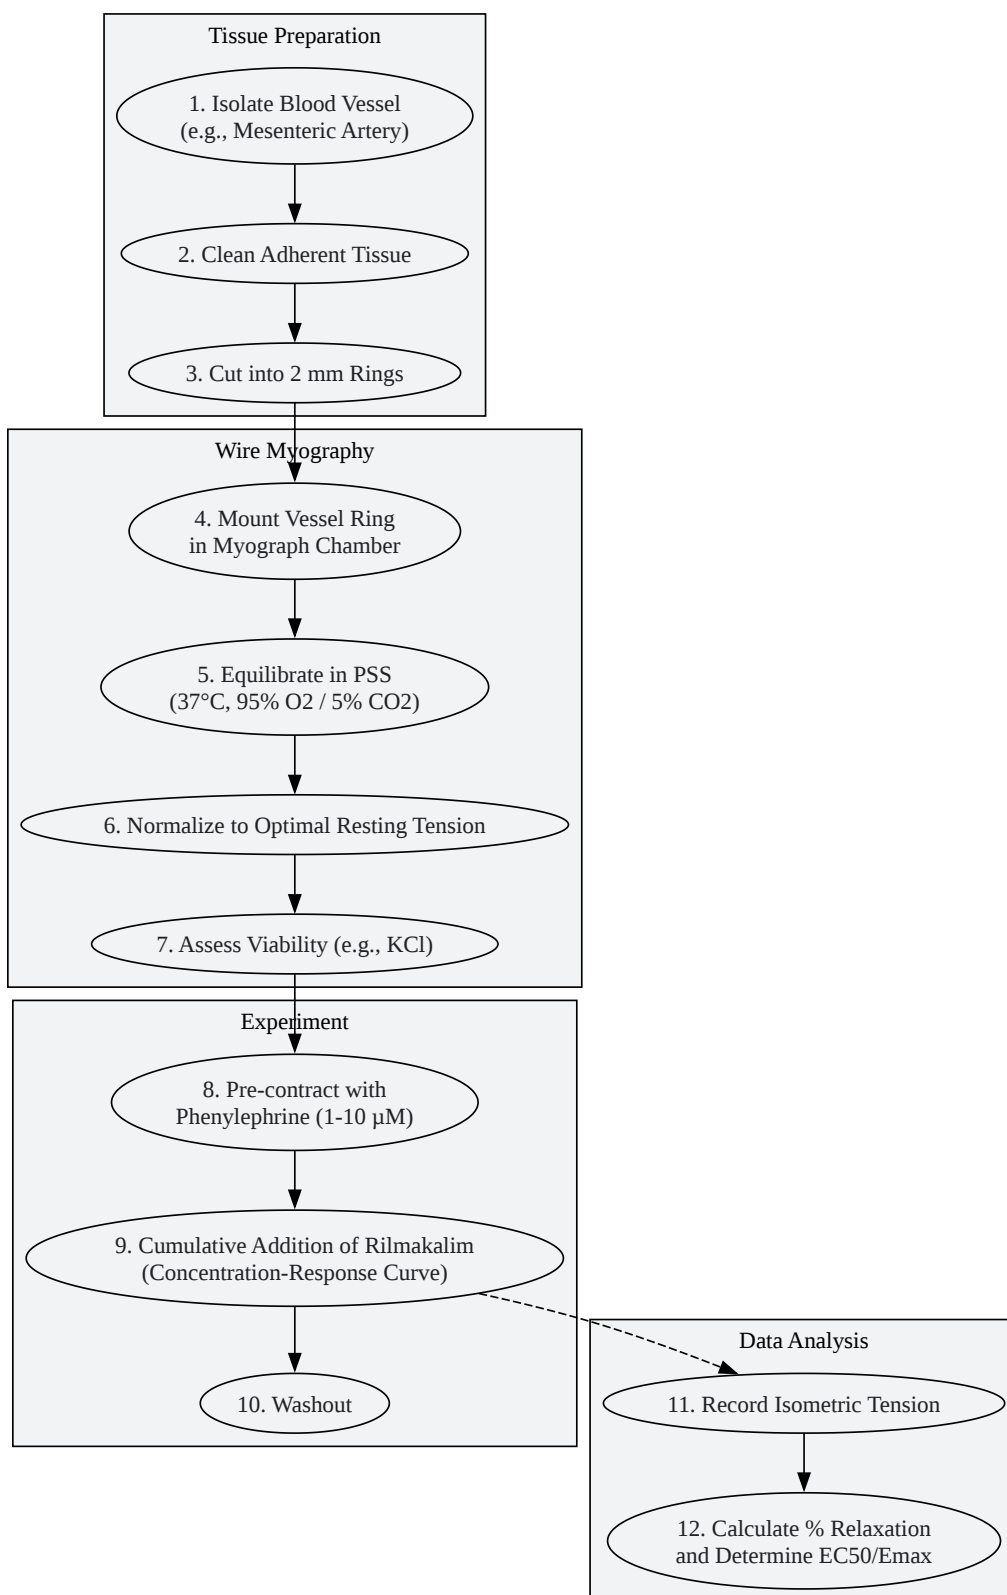 Tissue Preparation
1. Isolate Blood Vessel
(e.g., Mesenteric Artery)
2. Clean Adherent Tissue
3. Cut into 2 mm Rings
Wire Myography
4. Mount Vessel Ring
in Myograph Chamber
5. Equilibrate in PSS
(37°C, 95% O2 / 5% CO2)
6. Normalize to Optimal Resting Tension
7. Assess Viability (e.g., KCl)
Experiment
8. Pre-contract with
Phenylephrine (1-10 µM)
9. Cumulative Addition of Rilmakalim
(Concentration-Response Curve)
10. Washout
Data Analysis
11. Record Isometric Tension
12. Calculate % Relaxation
and Determine EC50/Emax